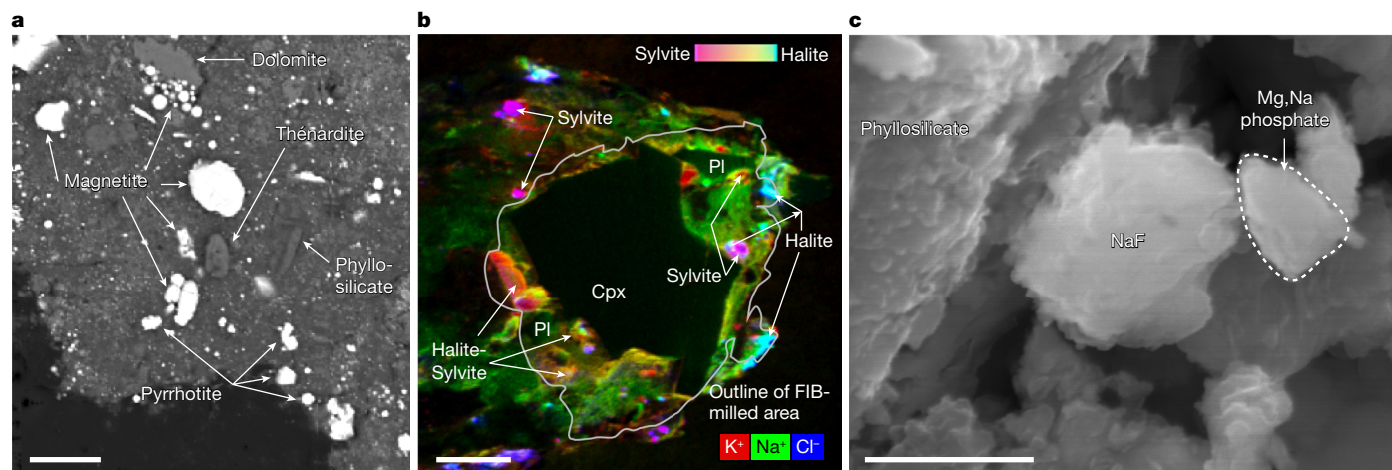 a
Dolomite
Thénardite
Magnetite
Phyllo-
silicate
Pyrrhotite
b
Sylvite Halite
Sylvite
Pl
Halite
Sylvite
Cpx
Pl
Halite-
Sylvite
Outline of FIB-
milled area
K⁺ Na⁺ Cl⁻
c
Mg,Na
phosphate
Phyllosilicate
NaF